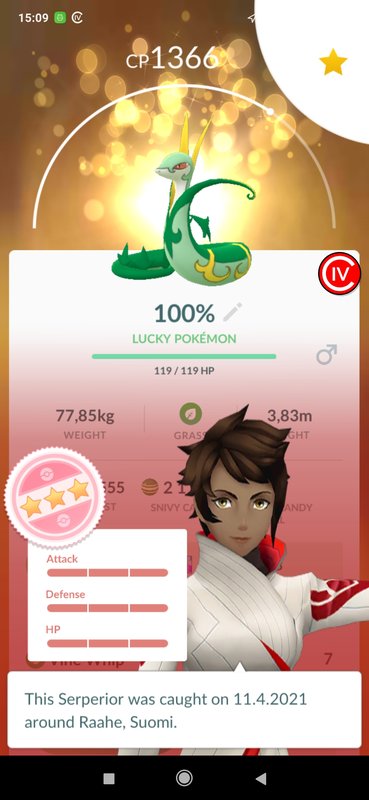 15:09
CP1366
IV
100%
LUCKY POKÉMON
119 / 119 HP
77,85kg
3,83m
WEIGHT
GRASS
555
2 1
SNIVY CA
ANDY
Attack
Defense
HP
Vine Whip
7
This Serperior was caught on 11.4.2021
around Raahe, Suomi.